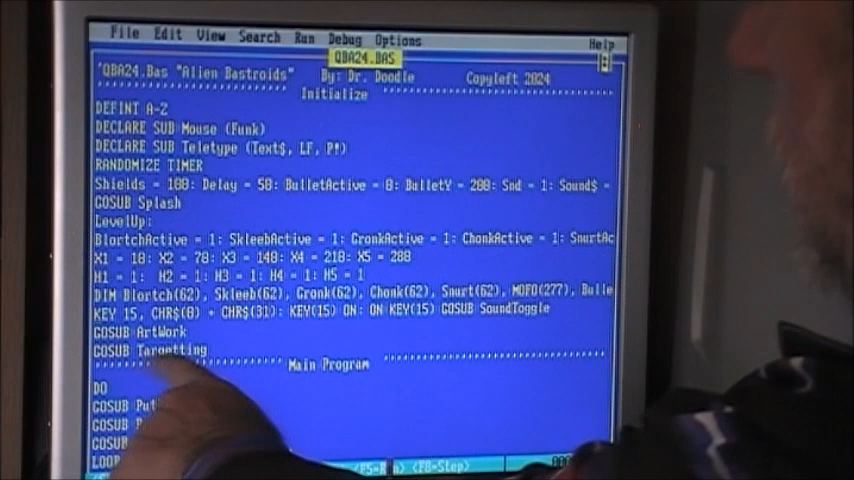 File Edit View Search Run Debug Options Help
QBA24.BAS
'QBA24.Bas "Alien Bastroids" By: Dr. Doodle Copyleft 2024
Initialize
DEFINT A-Z
DECLARE SUB Mouse (Funk)
DECLARE SUB Teletype (Text$, LF, P!)
RANDOMIZE TIMER
Shields = 100: Delay = 50: BulletActive = 0: BulletY = 200: Snd = 1: Sound$ =
COSUB Splash
LevelUp:
BlortchActive = 1: SkleebActive = 1: GronkActive = 1: ChonkActive = 1: SnurtAc
X1 = 10: X2 = 70: X3 = 140: X4 = 210: X5 = 280
H1 = 1: H2 = 1: H3 = 1: H4 = 1: H5 = 1
DIM Blortch(62), Skleeb(62), Gronk(62), Chonk(62), Snurt(62), MOFO(277), Bulle
KEY 15, CHR$(8) + CHR$(31): KEY(15) ON: ON KEY(15) GOSUB SoundToggle
GOSUB ArtWork
GOSUB Targetting
Main Program
DO
GOSUB Put
GOSUB
GOSUB
LOOP
<F5=Run> <F8=Step>